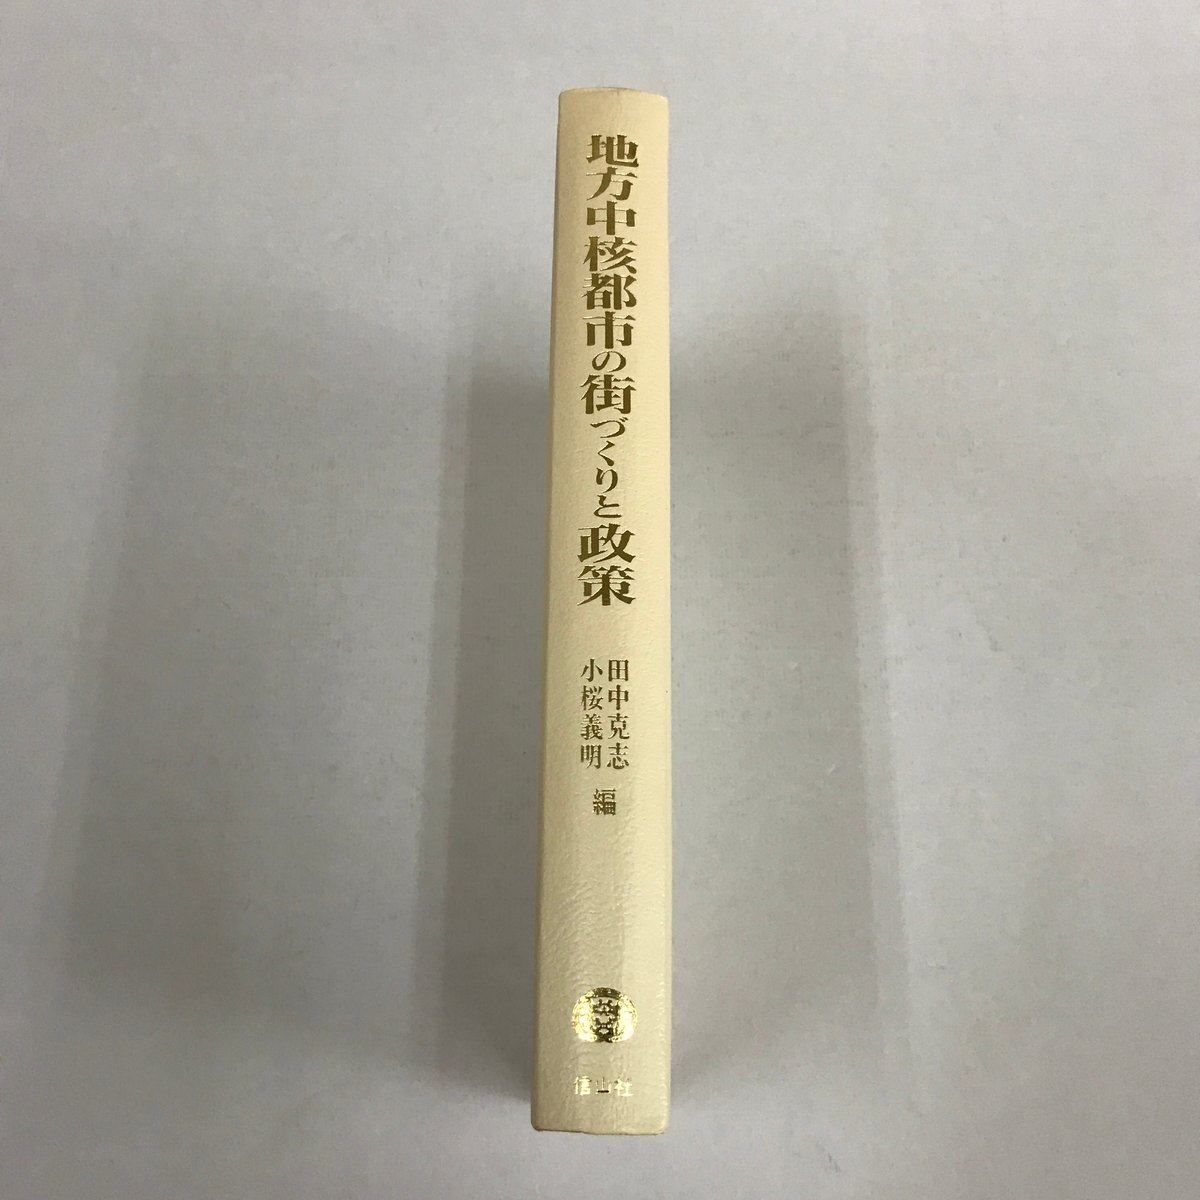 地方中核都市の街づくりと政策
田中克志
小桜義明
編
信山社